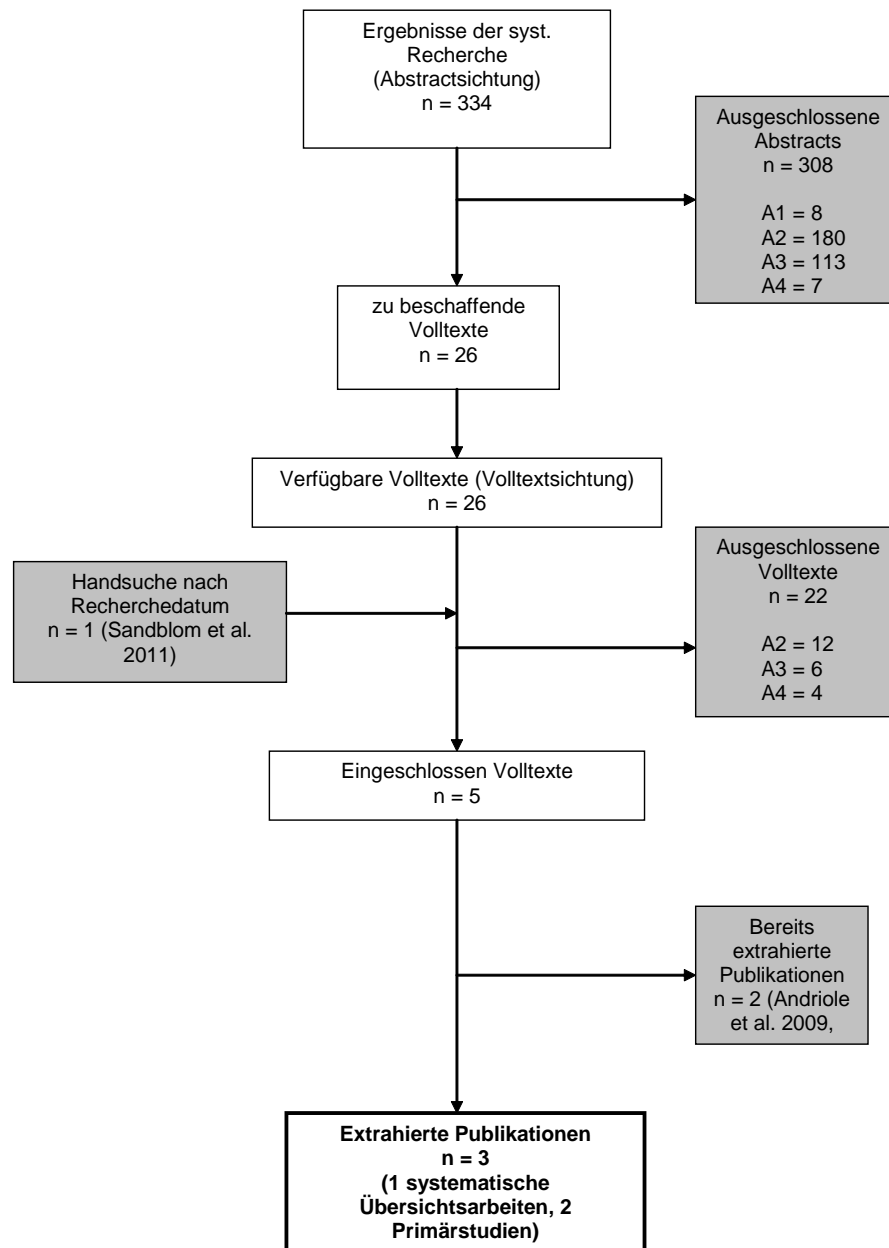 Ergebnisse der syst.
Recherche
(Abstractsichtung)
n = 334
Ausgeschlossene
Abstracts
n = 308
A1 = 8
A2 = 180
A3 = 113
A4 = 7
zu beschaffende
Volltexte
n = 26
Verfügbare Volltexte (Volltextsichtung)
n = 26
Handsuche nach
Recherchedatum
n = 1 (Sandblom et al.
2011)
Ausgeschlossene
Volltexte
n = 22
A2 = 12
A3 = 6
A4 = 4
Eingeschlossen Volltexte
n = 5
Bereits
extrahierte
Publikationen
n = 2 (Andriole
et al. 2009,
Extrahierte Publikationen
n = 3
(1 systematische
Übersichtsarbeiten, 2
Primärstudien)